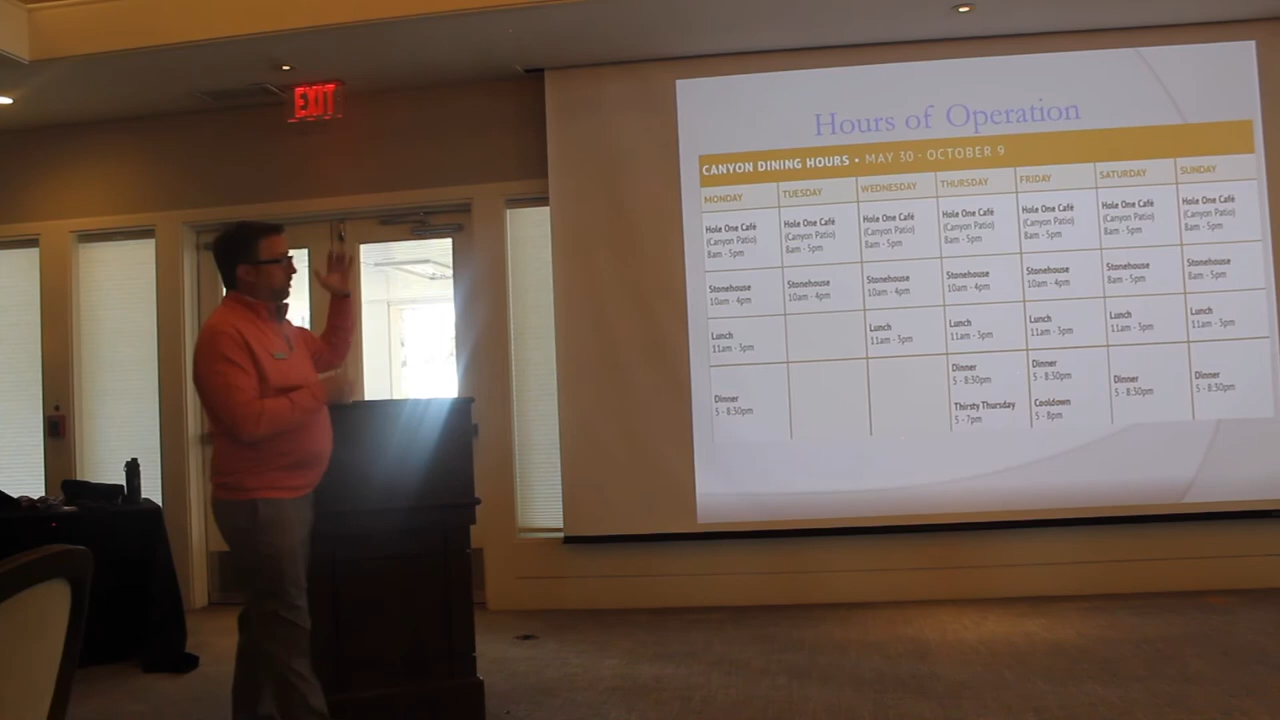 EXIT
Hours of Operation
CANYON DINING HOURS • MAY 30 - OCTOBER 9
MONDAY TUESDAY WEDNESDAY THURSDAY FRIDAY SATURDAY SUNDAY
Hole One Café Hole One Café Hole One Café Hole One Café Hole One Café Hole One Café Hole One Café
(Canyon Patio) (Canyon Patio) (Canyon Patio) (Canyon Patio) (Canyon Patio) (Canyon Patio) (Canyon Patio)
8am - 5pm 8am - 5pm 8am - 5pm 8am - 5pm 8am - 5pm 8am - 5pm 8am - 5pm
Stonehouse Stonehouse Stonehouse Stonehouse Stonehouse Stonehouse Stonehouse
10am - 4pm 10am - 4pm 10am - 4pm 10am - 4pm 10am - 4pm 8am - 5pm 8am - 5pm
Lunch Lunch Lunch Lunch Lunch Lunch
11am - 3pm 11am - 3pm 11am - 3pm 11am - 3pm 11am - 3pm 11am - 3pm
Dinner Dinner Dinner Dinner Dinner
5 - 8:30pm 5 - 8:30pm 5 - 8:30pm 5 - 8:30pm 5 - 8:30pm
Thirsty Thursday Cooldown
5 - 7pm 5 - 8pm